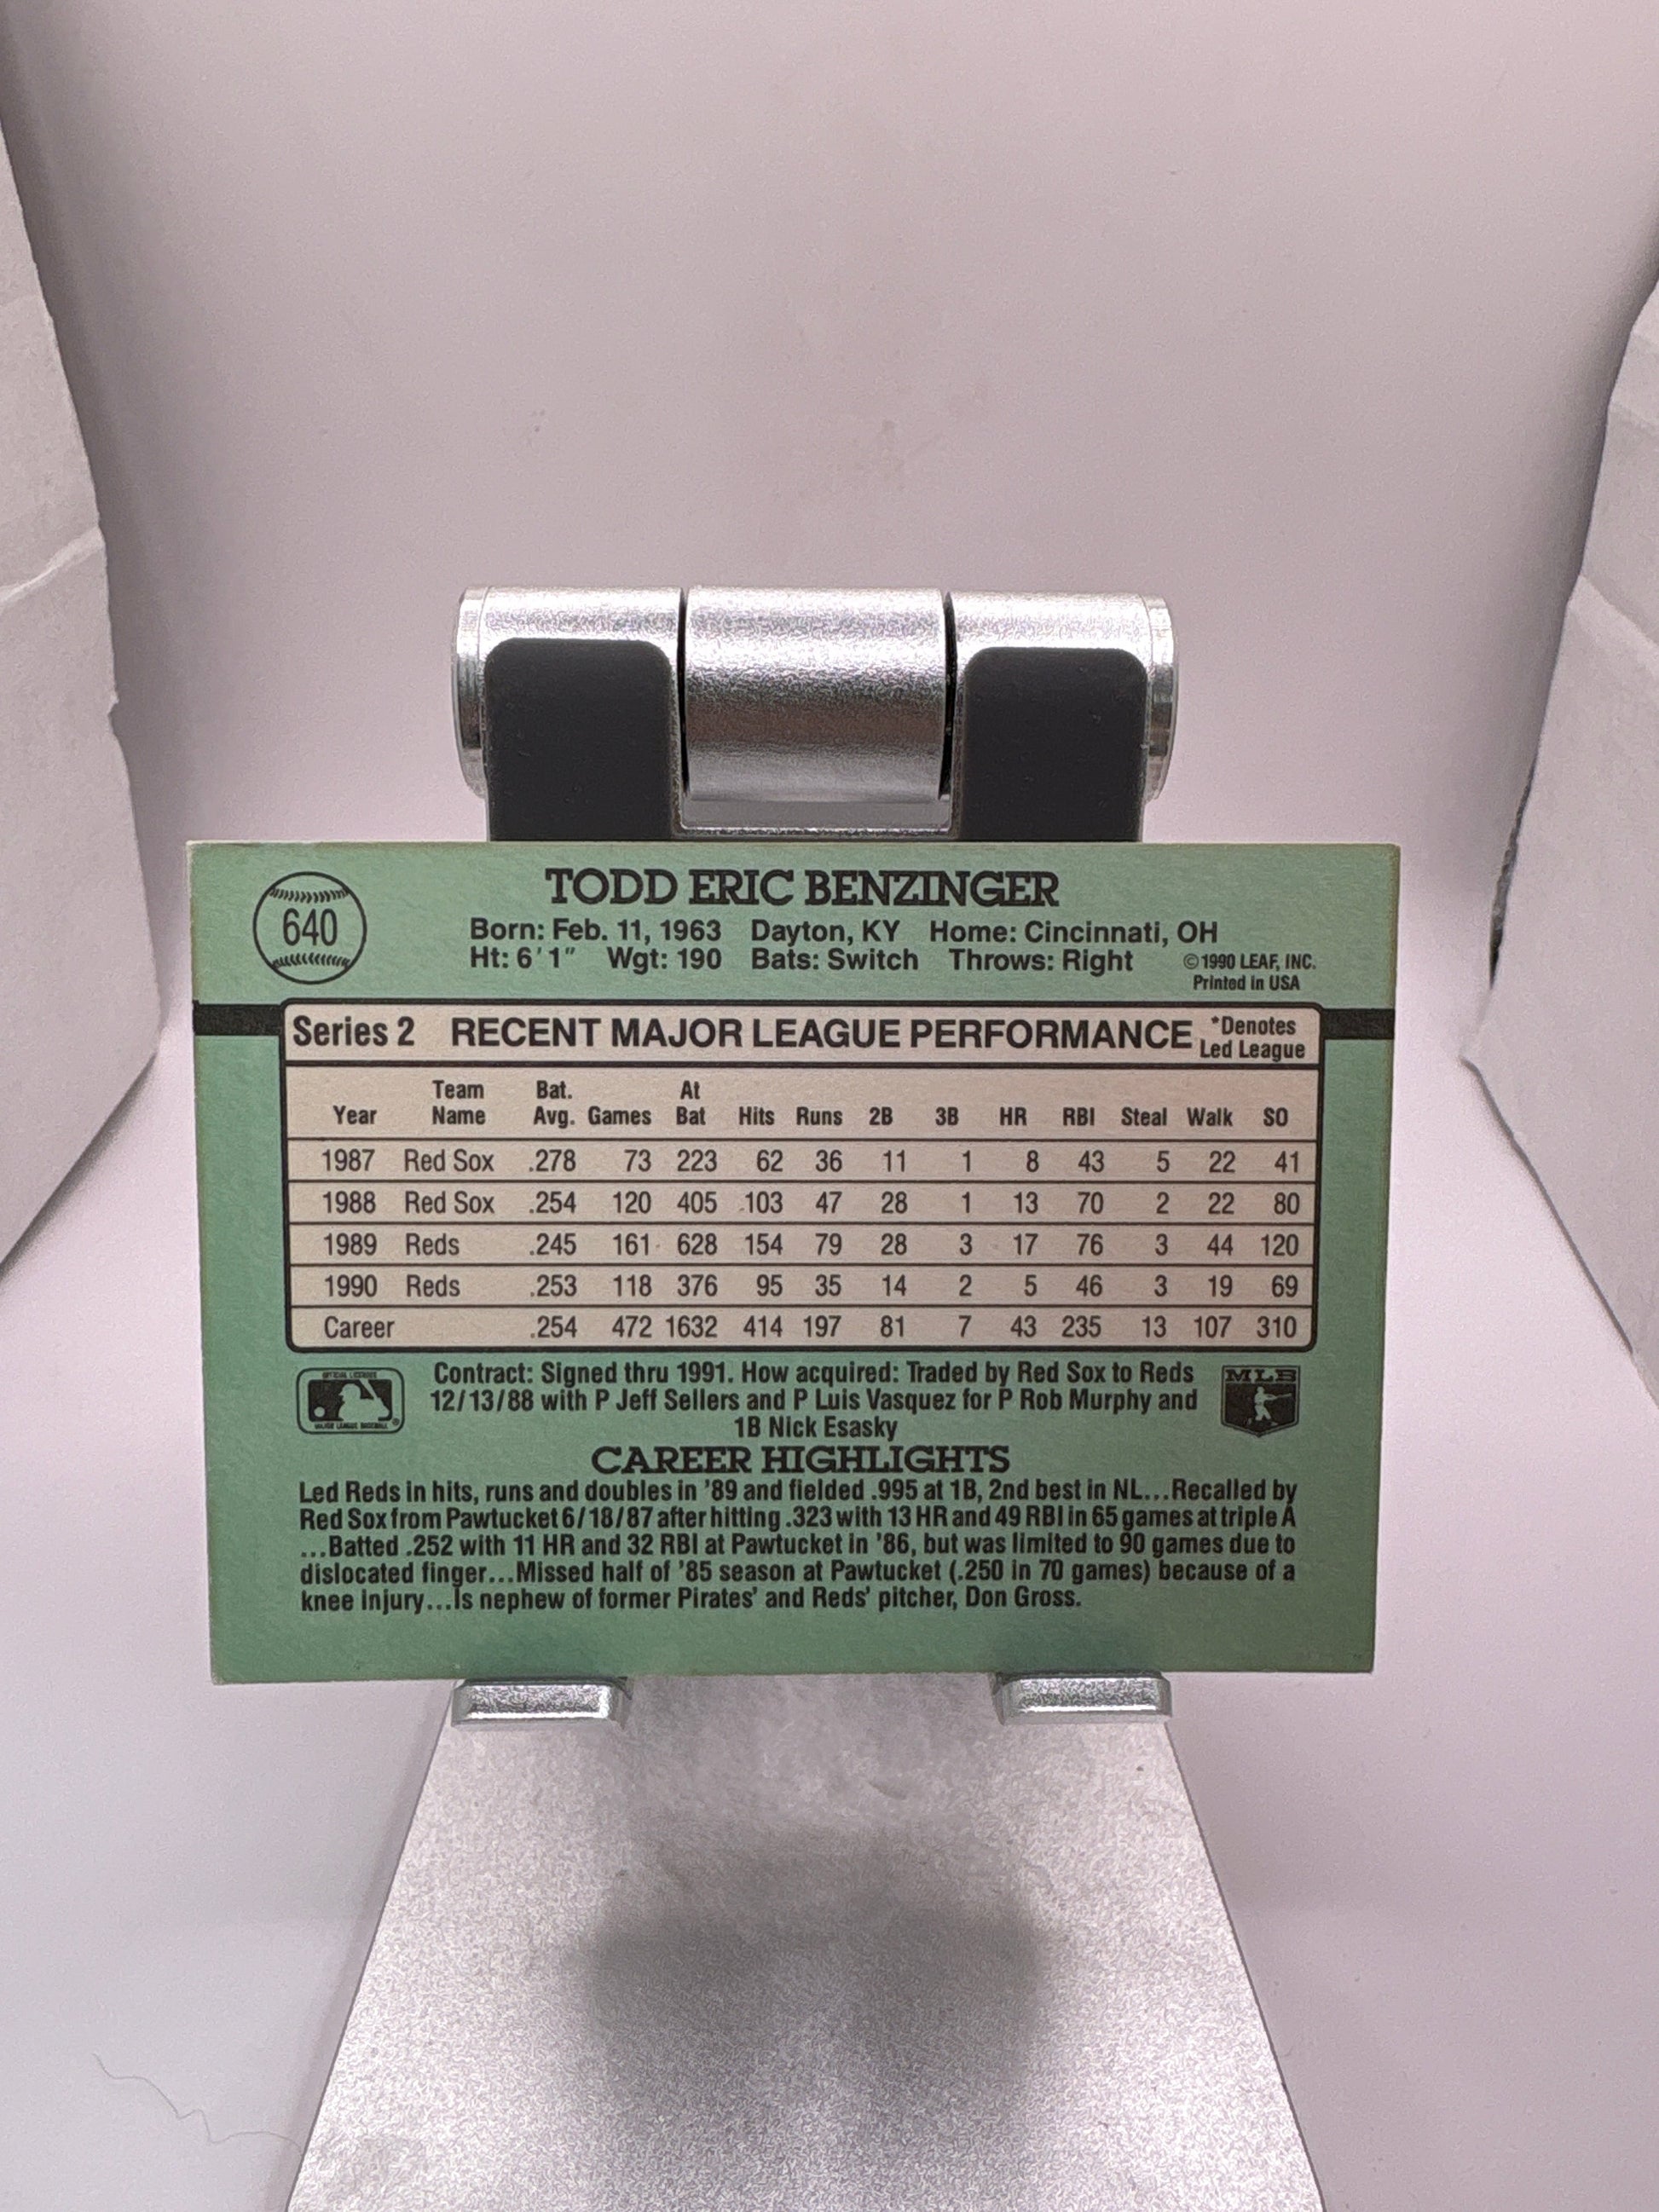 640
TODD ERIC BENZINGER
Born: Feb. 11, 1963 Dayton, KY Home: Cincinnati, OH
Ht: 6'1" Wgt: 190 Bats: Switch Throws: Right
©1990 LEAF, INC.
Printed in USA
Series 2 RECENT MAJOR LEAGUE PERFORMANCE *Denotes
Led League
Year Team Name Bat. Avg. Games At Bat Hits Runs 2B 3B HR RBI Steal Walk SO
1987 Red Sox .278 73 223 62 36 11 1 8 43 5 22 41
1988 Red Sox .254 120 405 103 47 28 1 13 70 2 22 80
1989 Reds .245 161 628 154 79 28 3 17 76 3 44 120
1990 Reds .253 118 376 95 35 14 2 5 46 3 19 69
Career .254 472 1632 414 197 81 7 43 235 13 107 310
Contract: Signed thru 1991. How acquired: Traded by Red Sox to Reds
12/13/88 with P Jeff Sellers and P Luis Vasquez for P Rob Murphy and
1B Nick Esasky
MLB
CAREER HIGHLIGHTS
Led Reds in hits, runs and doubles in '89 and fielded .995 at 1B, 2nd best in NL...Recalled by
Red Sox from Pawtucket 6/18/87 after hitting .323 with 13 HR and 49 RBI in 65 games at triple A
...Batted .252 with 11 HR and 32 RBI at Pawtucket in '86, but was limited to 90 games due to
dislocated finger...Missed half of '85 season at Pawtucket (.250 in 70 games) because of a
knee injury...Is nephew of former Pirates' and Reds' pitcher, Don Gross.